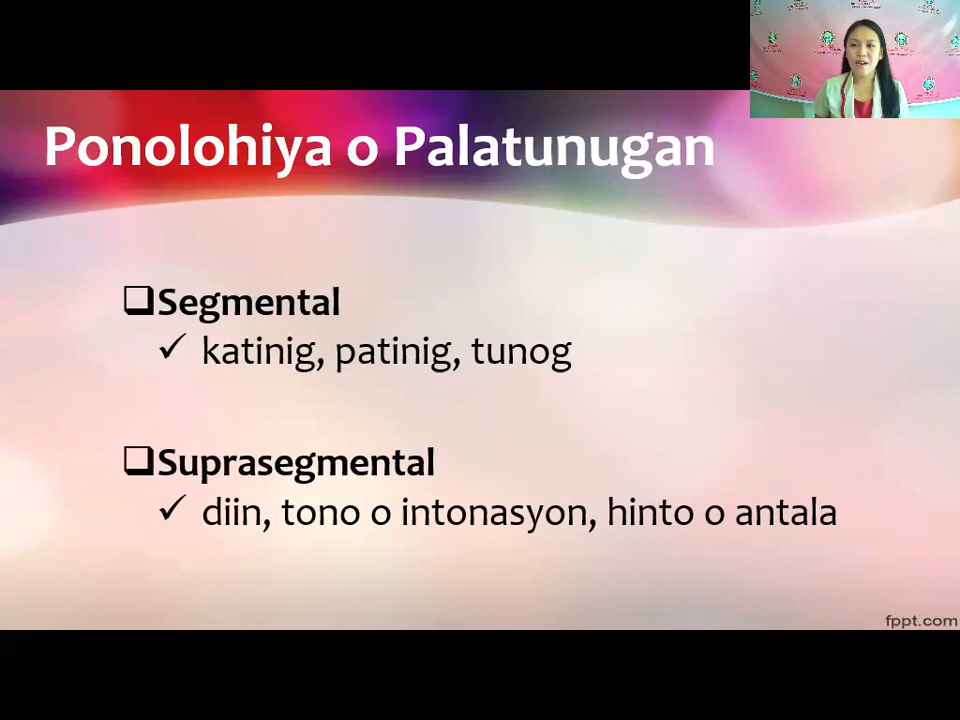 Ponolohiya o Palatunugan
Segmental
katinig, patinig, tunog
Suprasegmental
diin, tono o intonasyon, hinto o antala
fppt.com